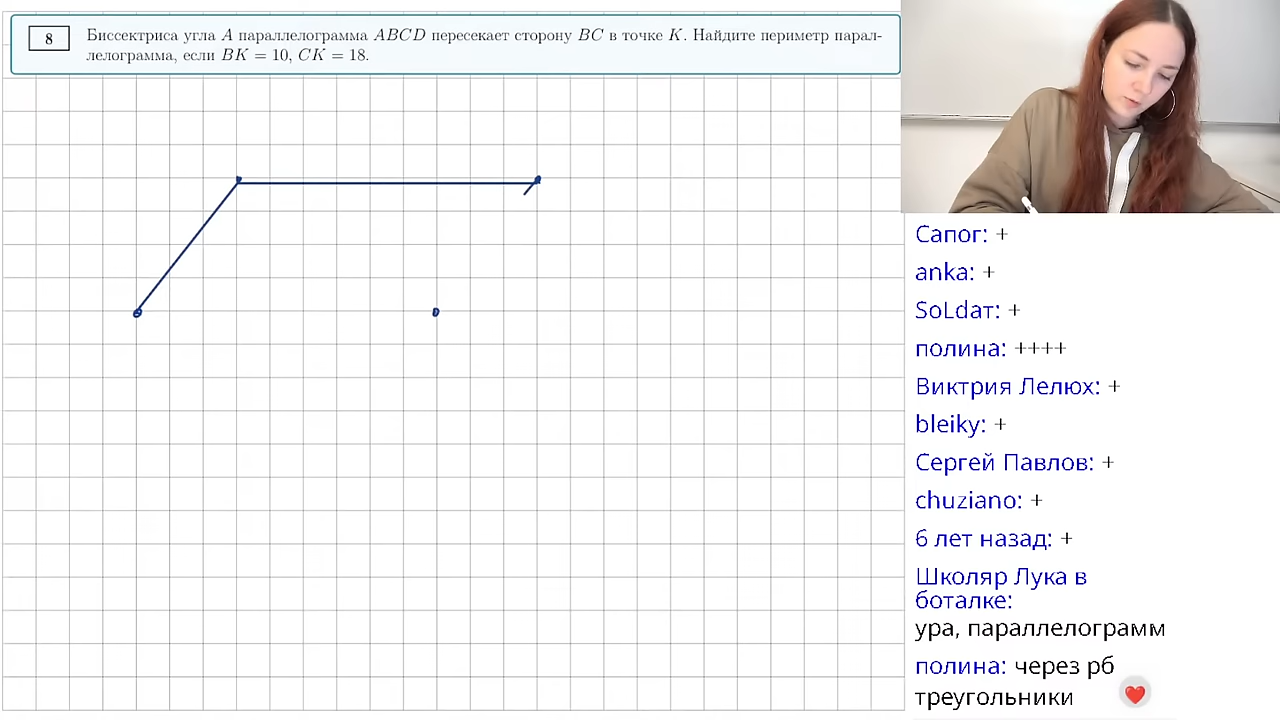 8
Биссектриса угла A параллелограмма ABCD пересекает сторону BC в точке K. Найдите периметр парал-
лелограмма, если BK = 10, CK = 18.
Сапог: +
anka: +
SoLdат: +
полина: ++++
Виктрия Лелюх: +
bleiky: +
Сергей Павлов: +
chuziano: +
6 лет назад: +
Школяр Лука в
боталке:
ура, параллелограмм
полина: через рб
треугольники